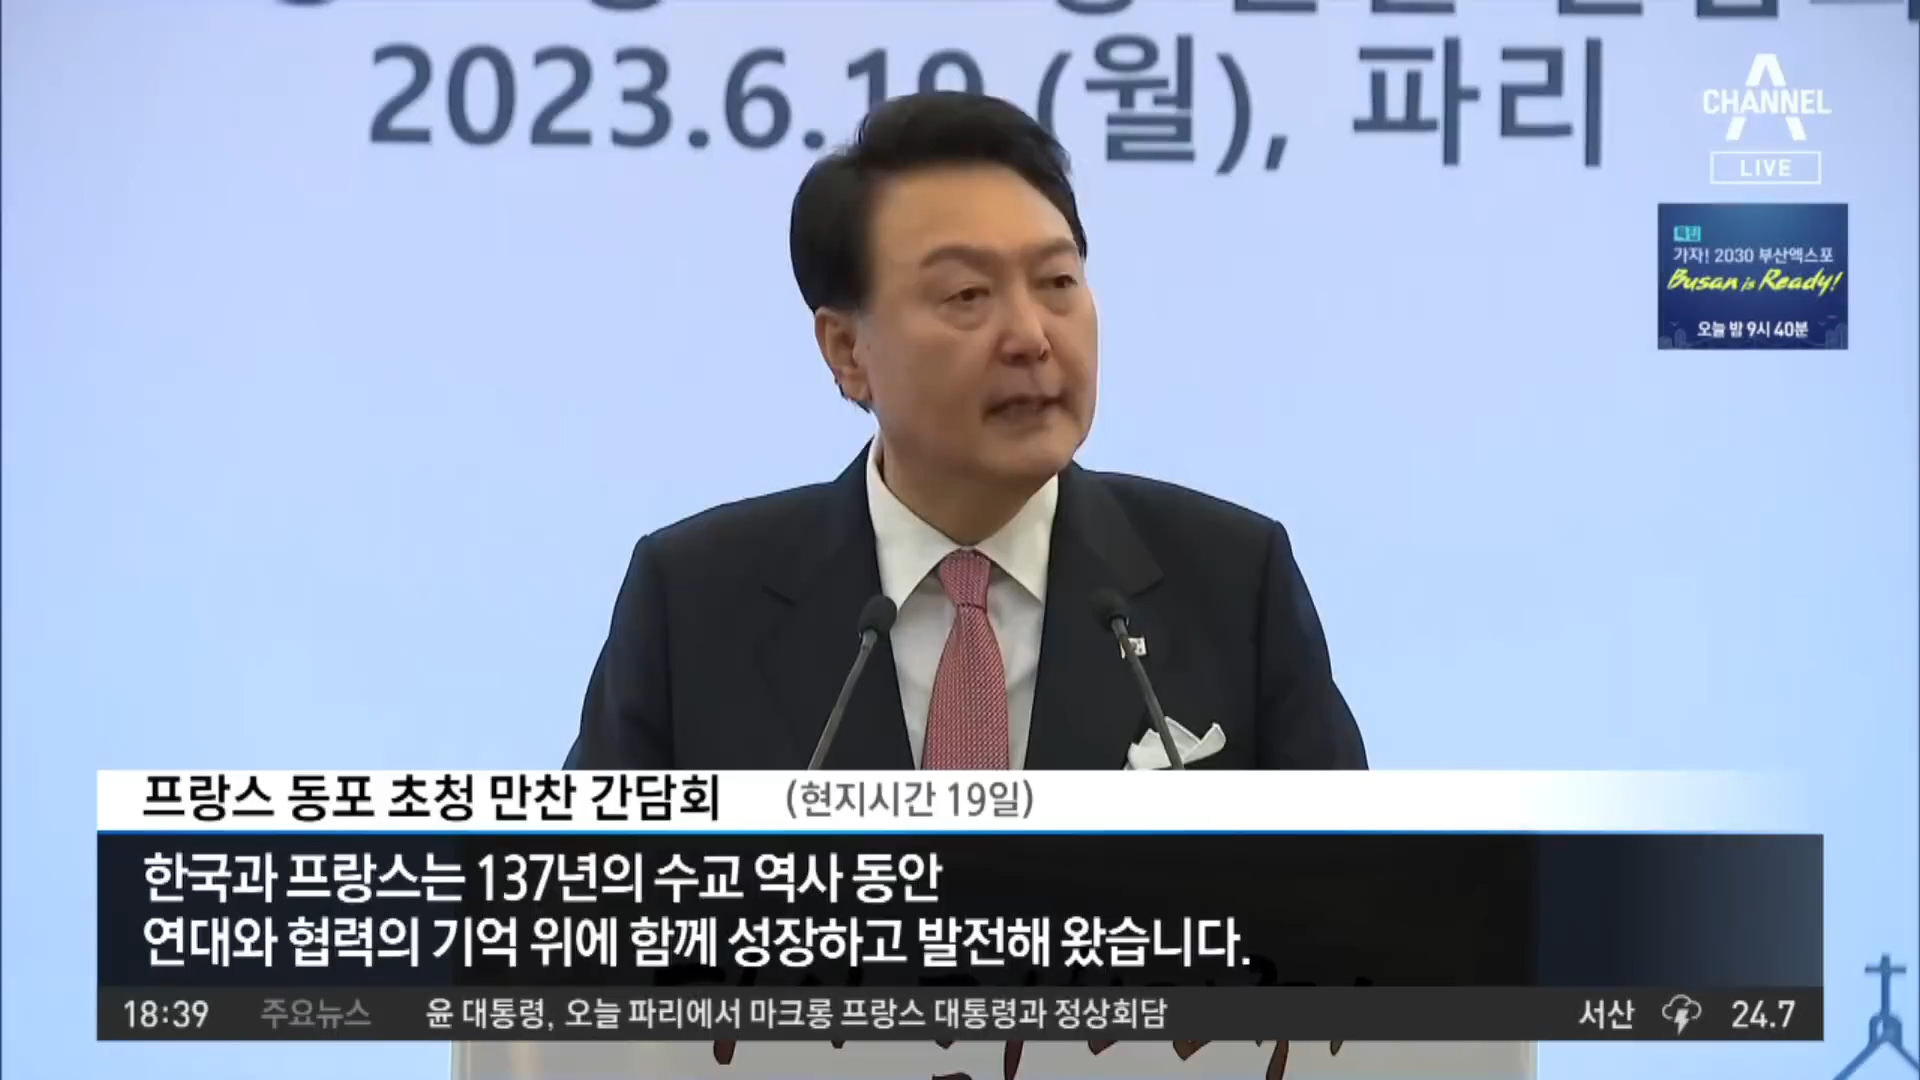 2023.6.19 (월), 파리
CHANNEL A
LIVE
특집
가자! 2030 부산엑스포
Busan is Ready!
오늘 밤 9시 40분
프랑스 동포 초청 만찬 간담회 (현지시간 19일)
한국과 프랑스는 137년의 수교 역사 동안
연대와 협력의 기억 위에 함께 성장하고 발전해 왔습니다.
18:39 주요뉴스 윤 대통령, 오늘 파리에서 마크롱 프랑스 대통령과 정상회담 서산 24.7